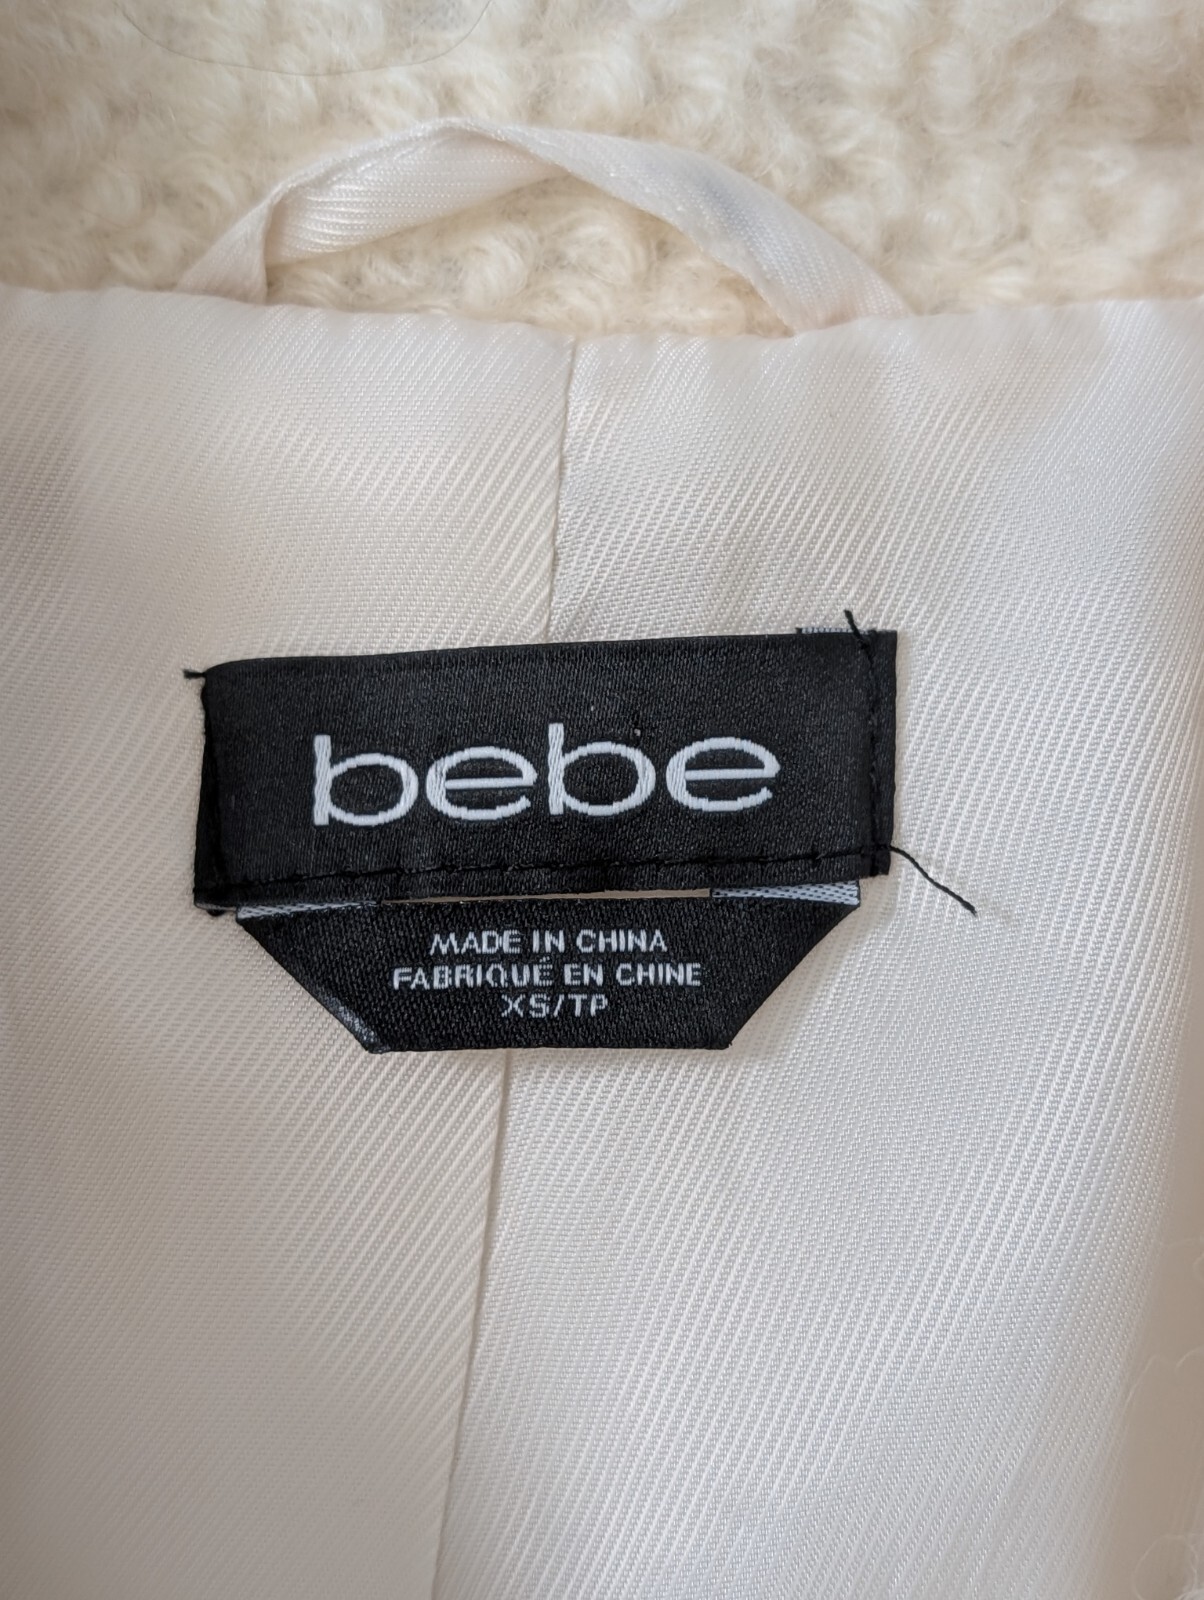 bebe
MADE IN CHINA
FABRIQUÉ EN CHINE
XS/TP